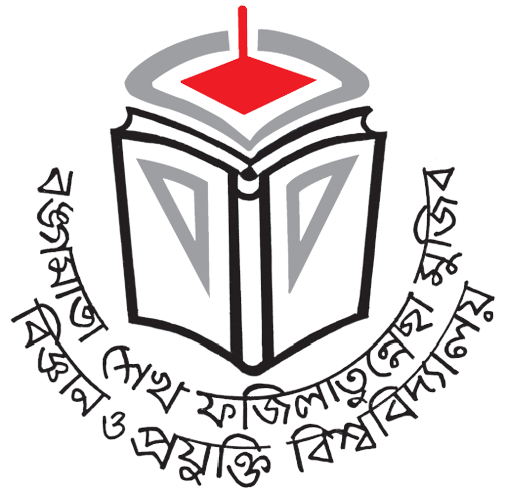 বঙ্গমাতা শেখ ফজিলাতুন্নেছা মুজিব
বিজ্ঞান ও প্রযুক্তি বিশ্ববিদ্যালয়